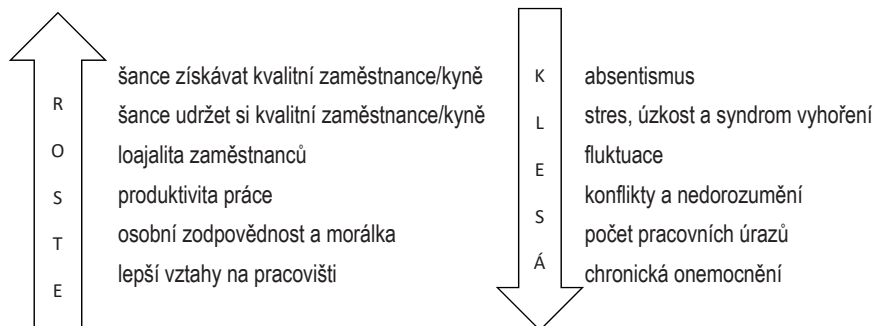 ROSTE
šance získávat kvalitní zaměstnance/kyně
šance udržet si kvalitní zaměstnance/kyně
loajalita zaměstnanců
produktivita práce
osobní zodpovědnost a morálka
lepší vztahy na pracovišti
KLESÁ
absentismus
stres, úzkost a syndrom vyhoření
fluktuace
konflikty a nedorozumění
počet pracovních úrazů
chronická onemocnění